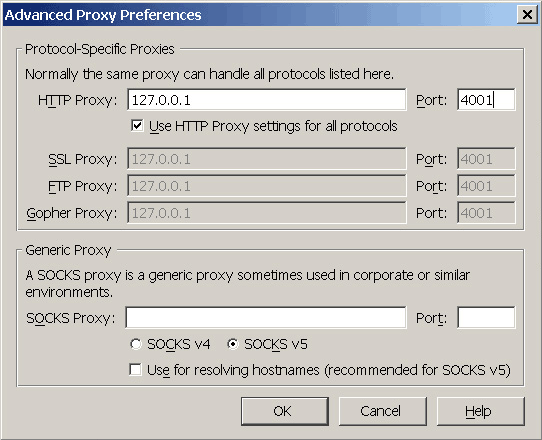 Advanced Proxy Preferences
Protocol-Specific Proxies
Normally the same proxy can handle all protocols listed here.
HTTP Proxy: 127.0.0.1 Port: 4001
Use HTTP Proxy settings for all protocols
SSL Proxy: 127.0.0.1 Port: 4001
FTP Proxy: 127.0.0.1 Port: 4001
Gopher Proxy: 127.0.0.1 Port: 4001
Generic Proxy
A SOCKS proxy is a generic proxy sometimes used in corporate or similar
environments.
SOCKS Proxy: Port:
SOCKS v4 SOCKS v5
Use for resolving hostnames (recommended for SOCKS v5)
OK Cancel Help